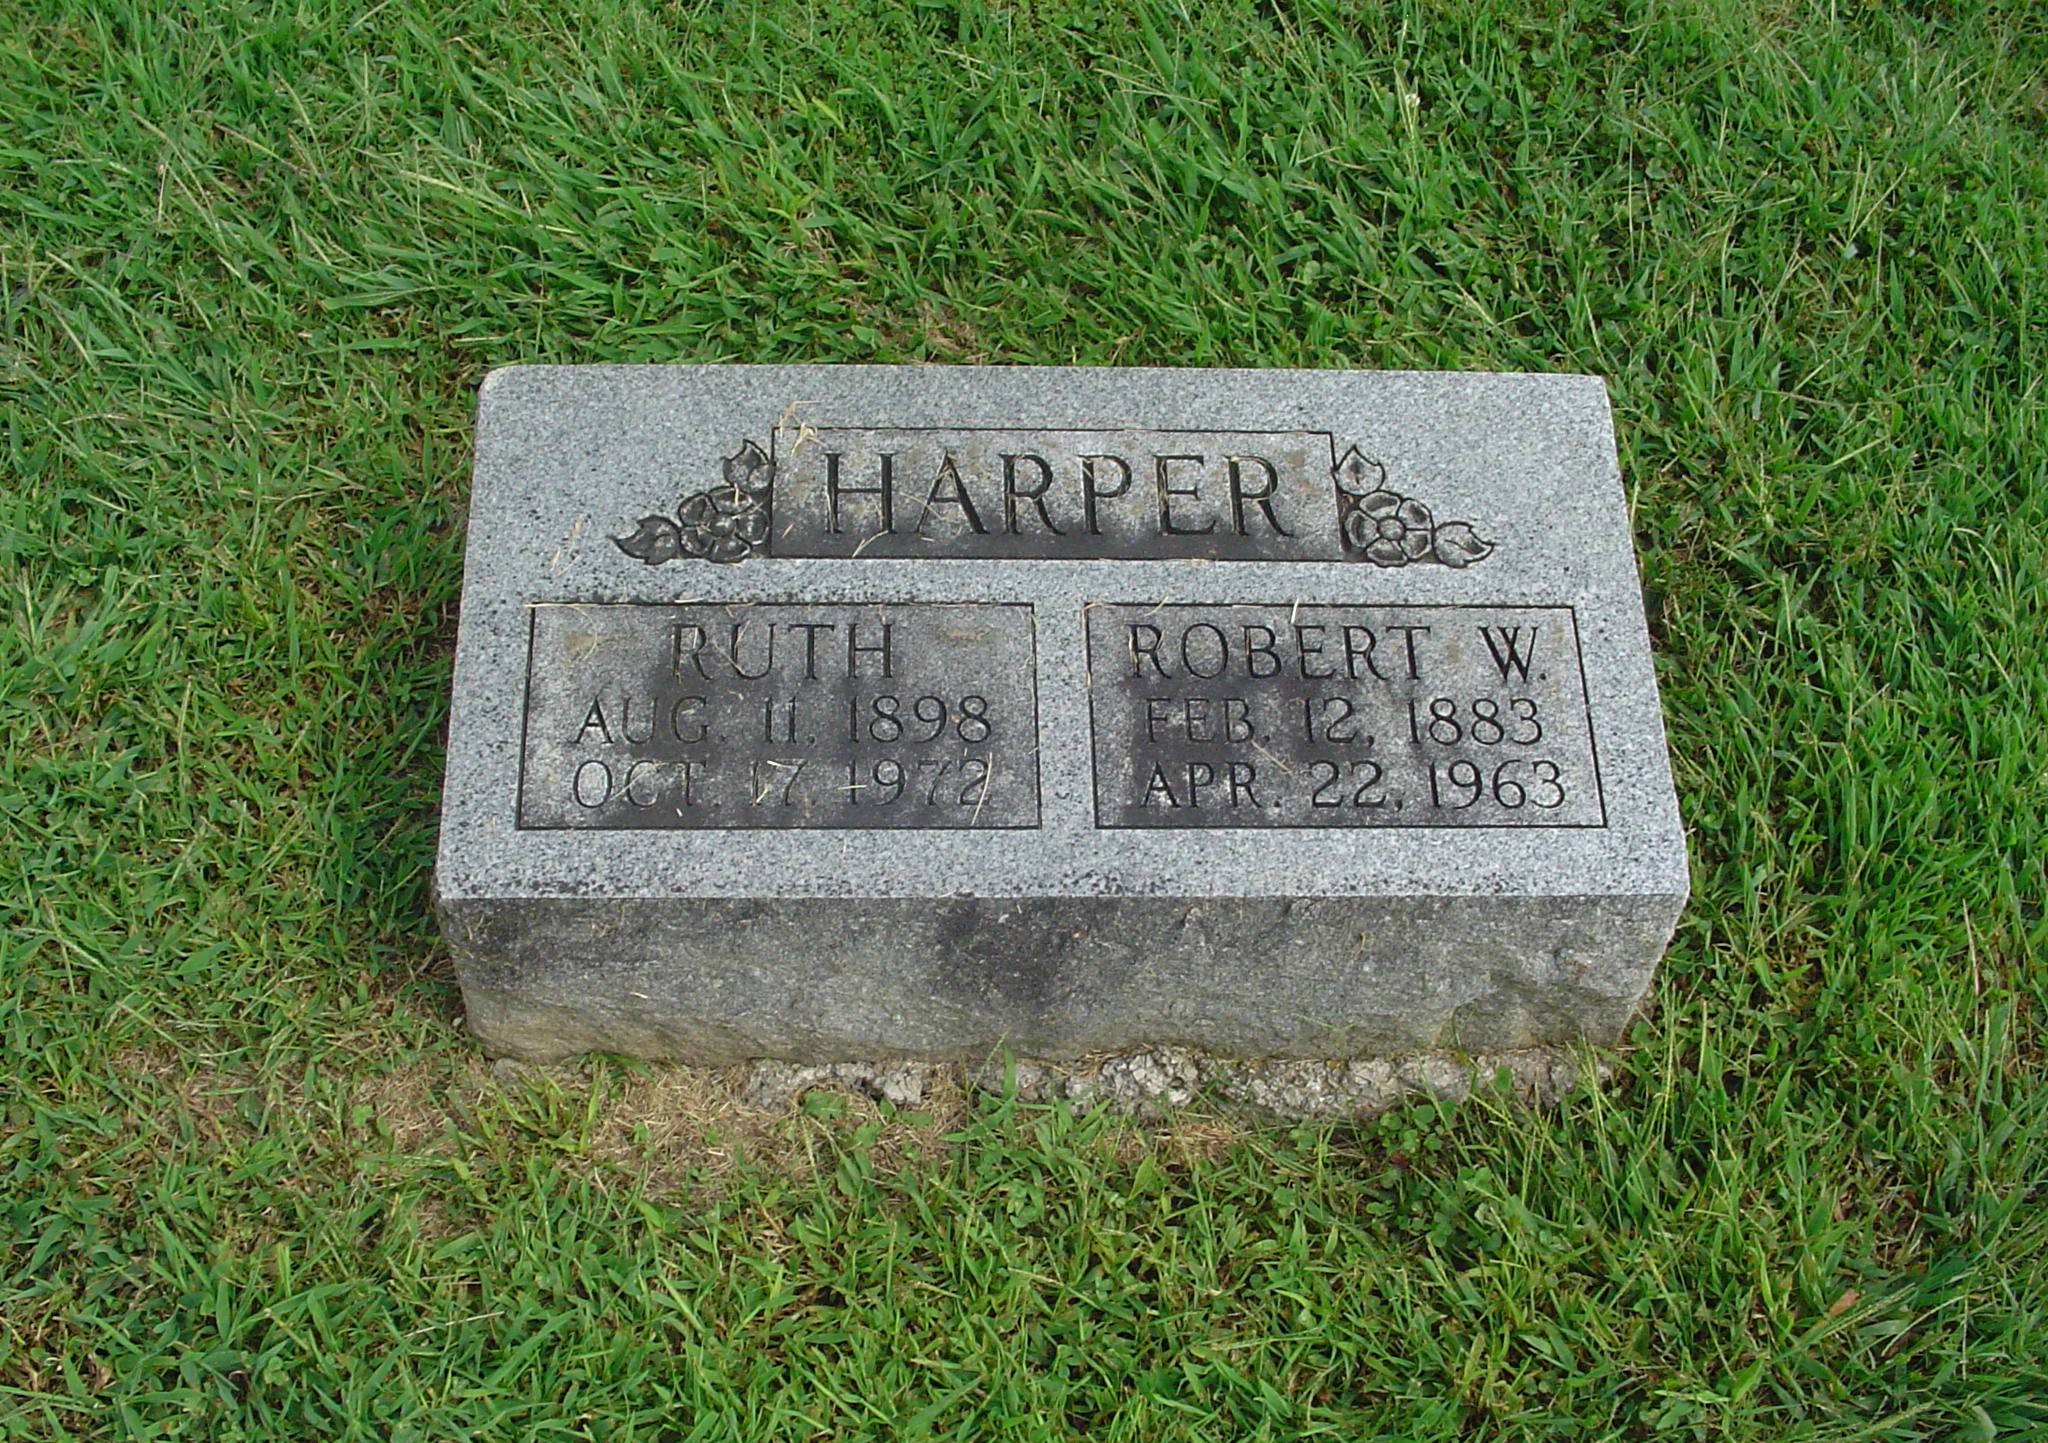 HARPER
RUTH
AUG. 11, 1898
OCT. 17, 1972
ROBERT W.
FEB. 12, 1883
APR. 22, 1963